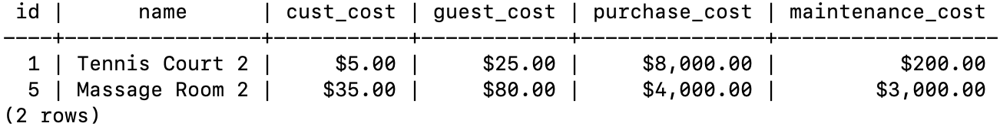 id |      name       | cust_cost | guest_cost | purchase_cost | maintenance_cost
----+-----------------+-----------+------------+---------------+------------------
  1 | Tennis Court 2 |     $5.00 |     $25.00 |     $8,000.00 |          $200.00
  5 | Massage Room 2 |    $35.00 |     $80.00 |     $4,000.00 |        $3,000.00
(2 rows)